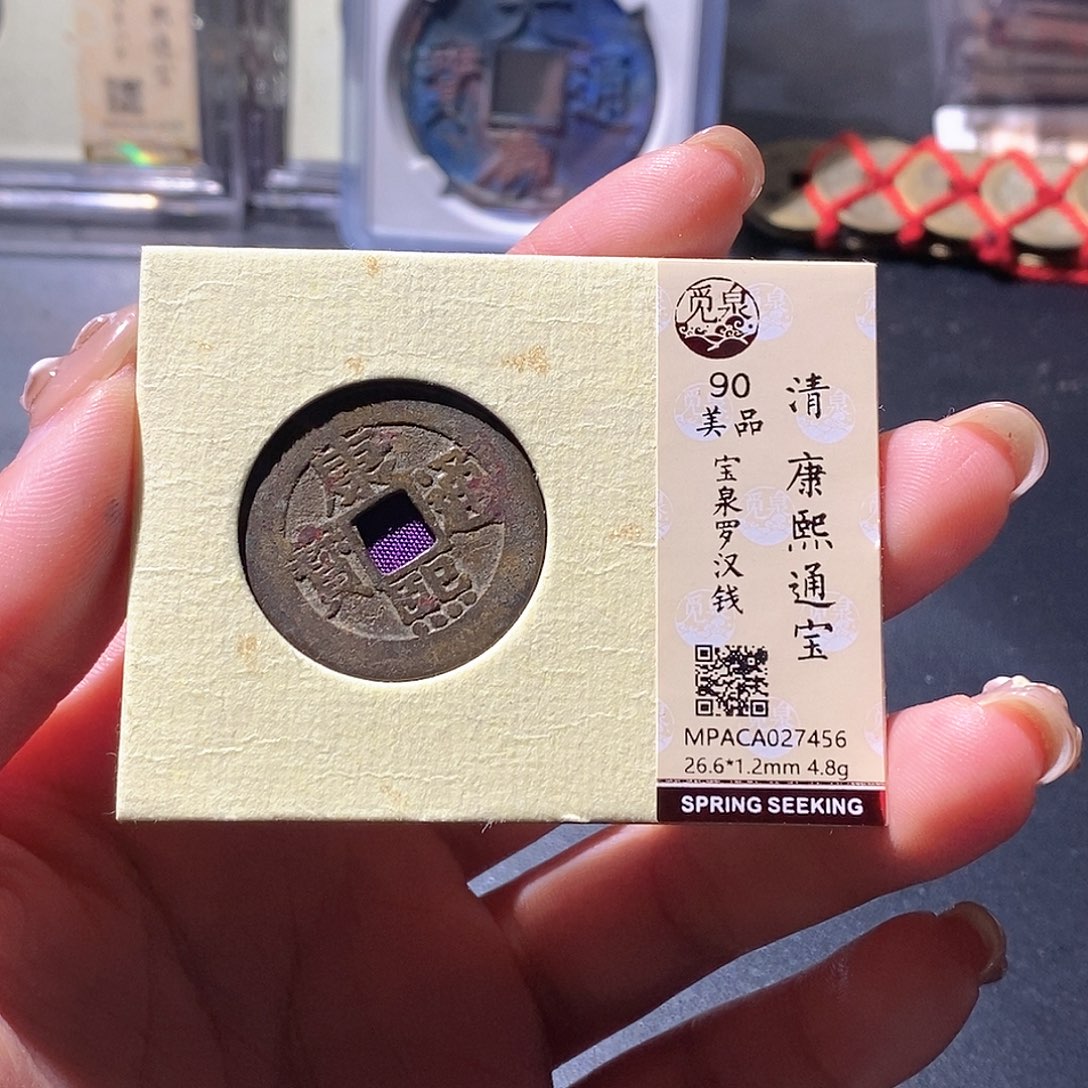 康熙通寳
觅泉
90
美品
清 康熙通宝
宝泉罗汉钱
MPACA027456
26.6*1.2mm 4.8g
SPRING SEEKING